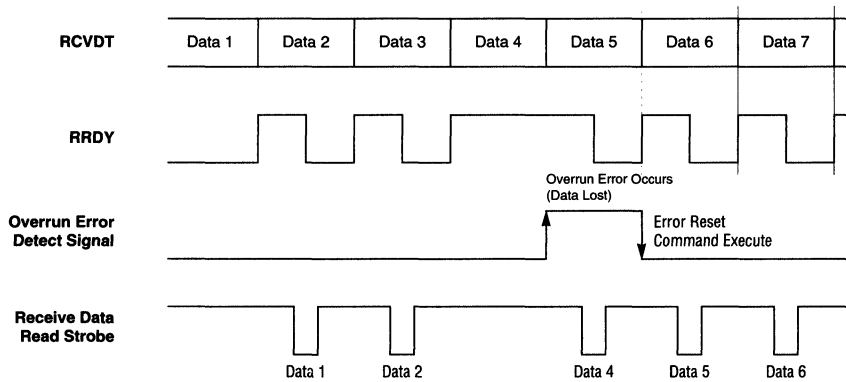 RCVDT
Data 1 Data 2 Data 3 Data 4 Data 5 Data 6 Data 7
RRDY
Overrun Error Occurs
(Data Lost)
Overrun Error
Detect Signal
Error Reset
Command Execute
Receive Data
Read Strobe
Data 1 Data 2 Data 4 Data 5 Data 6